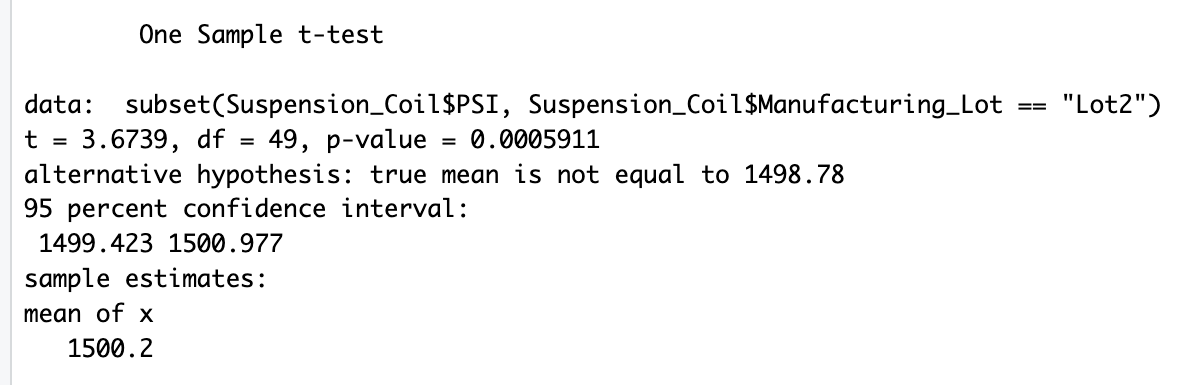 One Sample t-test
data:  subset(Suspension_Coil$PSI, Suspension_Coil$Manufacturing_Lot == "Lot2")
t = 3.6739, df = 49, p-value = 0.0005911
alternative hypothesis: true mean is not equal to 1498.78
95 percent confidence interval:
1499.423 1500.977
sample estimates:
mean of x
1500.2